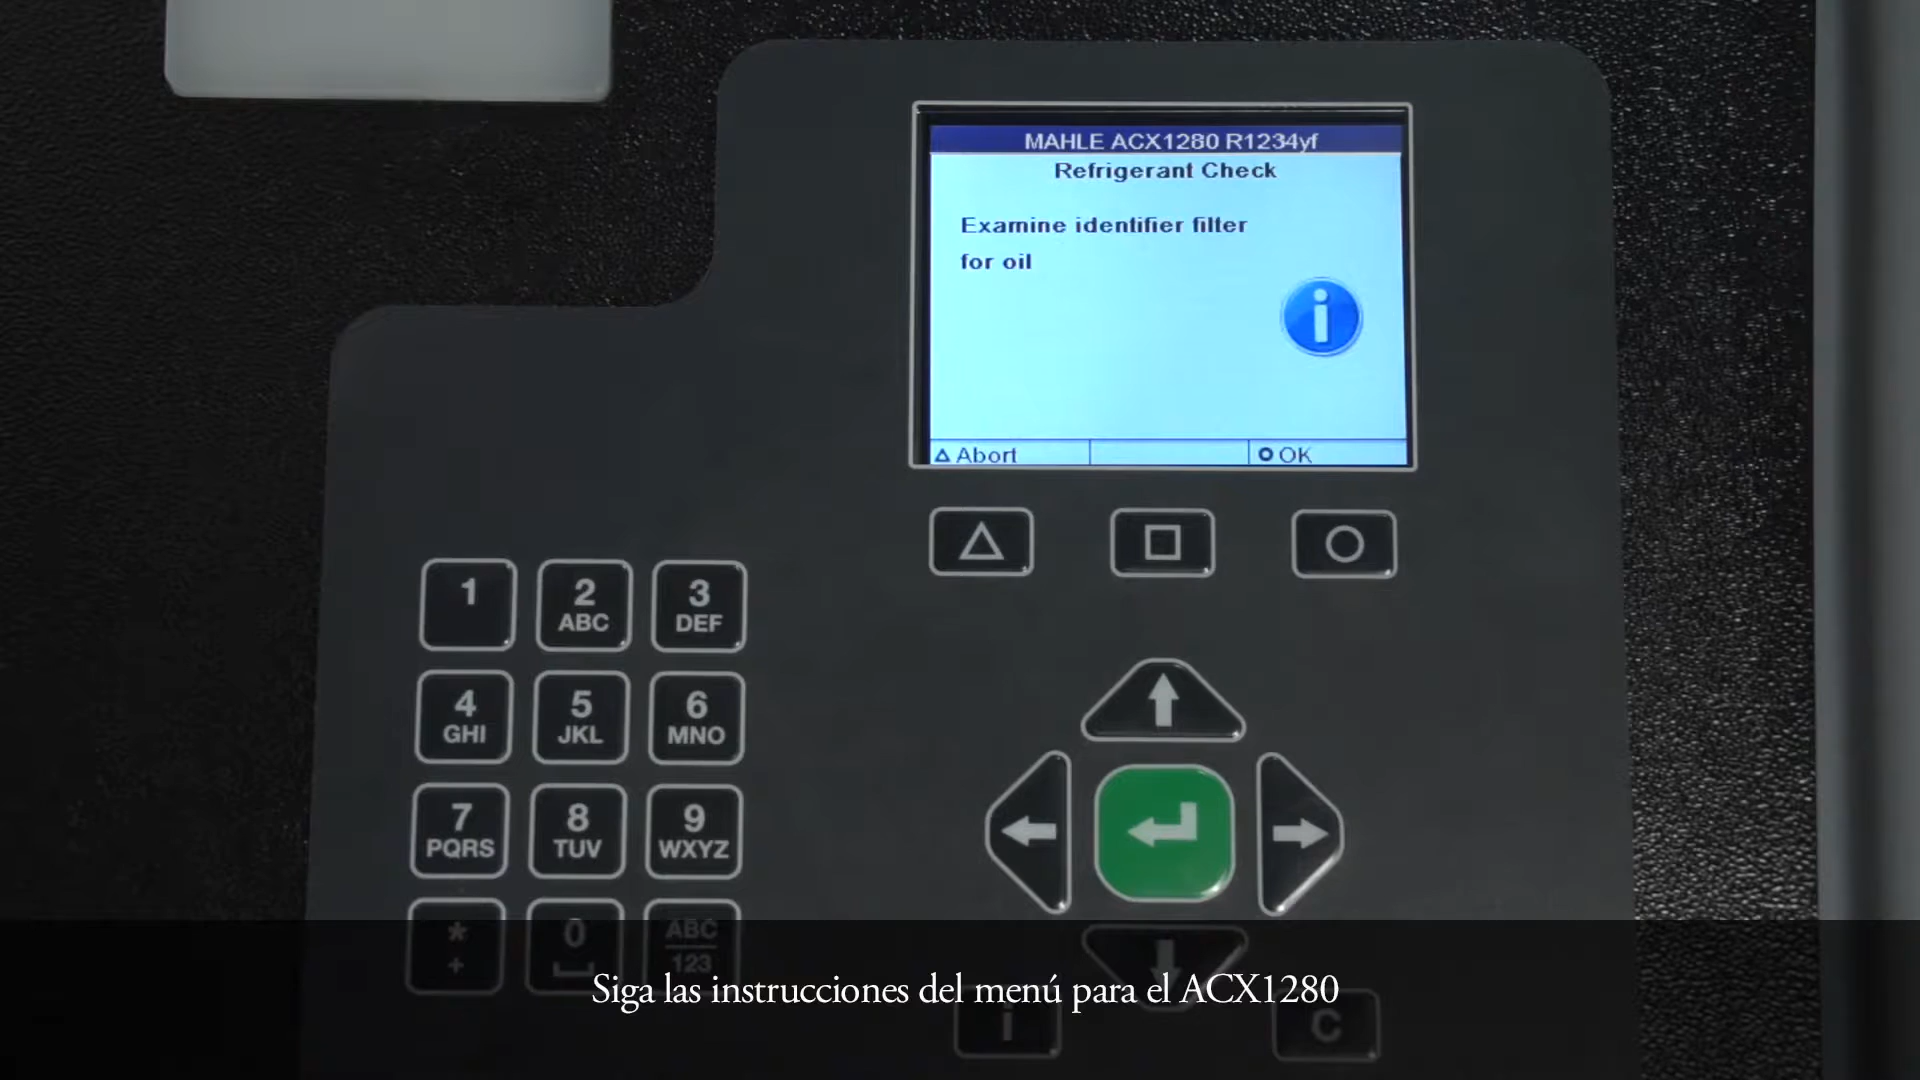 MAHLE ACX1280 R1234yf
Refrigerant Check
Examine identifier filter
for oil
Abort
OK
1
2
ABC
3
DEF
4
GHI
5
JKL
6
MNO
7
PQRS
8
TUV
9
WXYZ
*
+
0
ABC
123
i
C
Siga las instrucciones del menú para el ACX1280